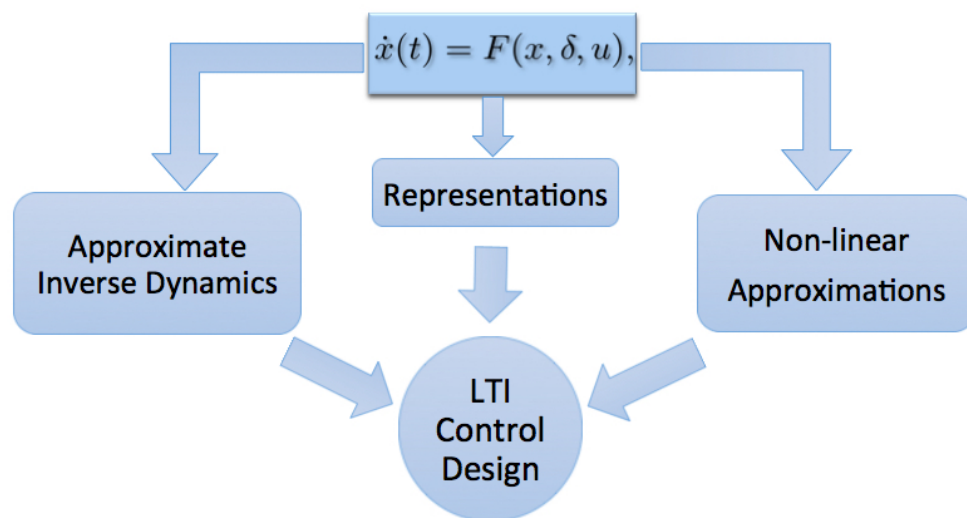 ẋ(t) = F(x, δ, u),
Representations
Approximate
Inverse Dynamics
Non-linear
Approximations
LTI
Control
Design